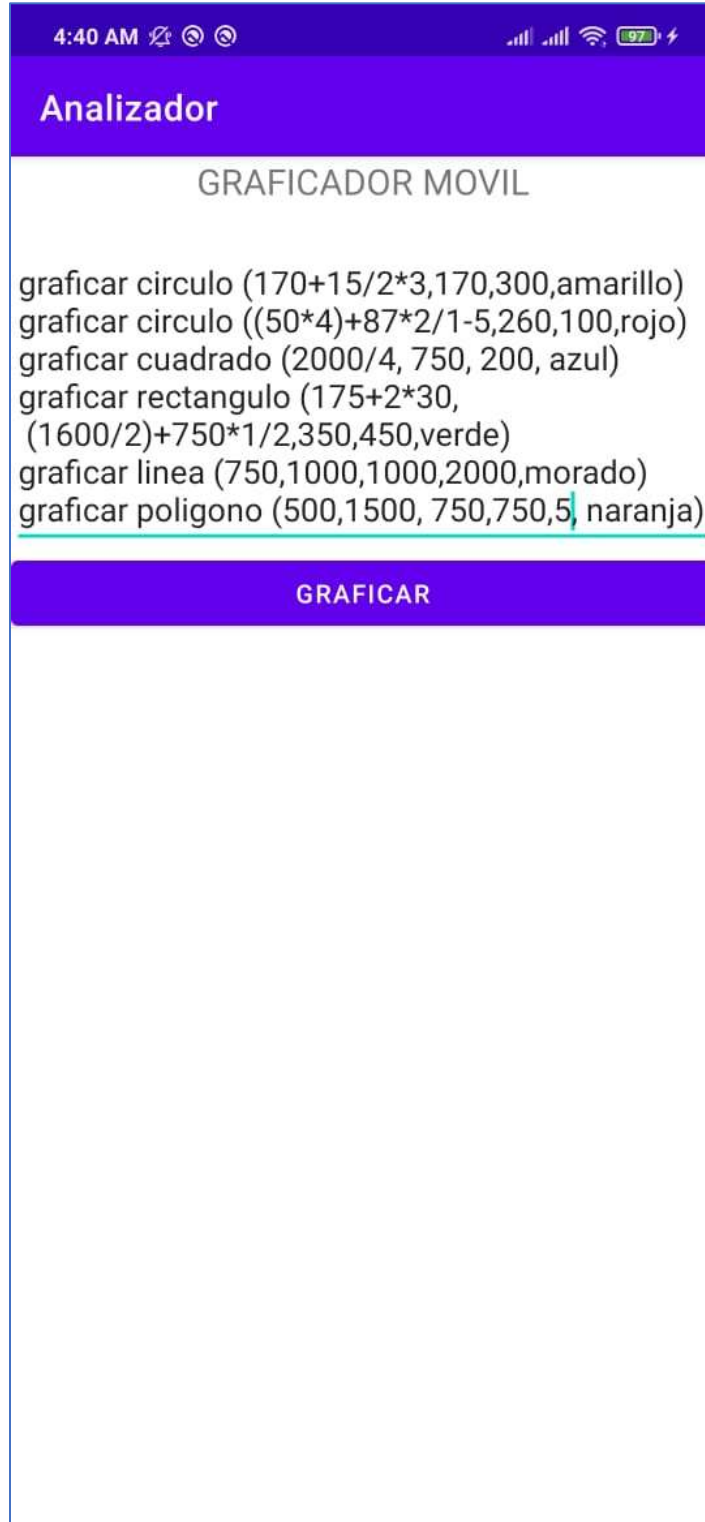 4:40 AM
97
Analizador
GRAFICADOR MOVIL
graficar circulo (170+15/2*3,170,300,amarillo)
graficar circulo ((50*4)+87*2/1-5,260,100,rojo)
graficar cuadrado (2000/4, 750, 200, azul)
graficar rectangulo (175+2*30,
(1600/2)+750*1/2,350,450,verde)
graficar linea (750,1000,1000,2000,morado)
graficar poligono (500,1500, 750,750,5, naranja)
GRAFICAR